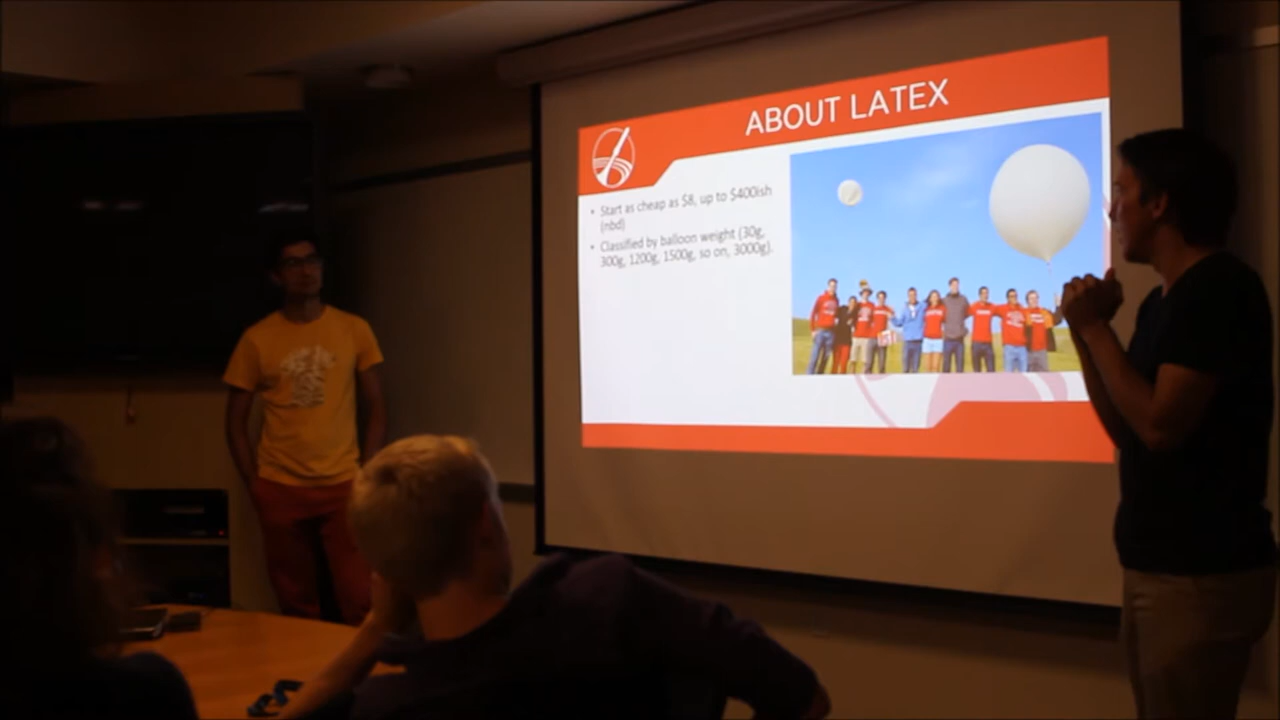 ABOUT LATEX
• Start as cheap as $8, up to $400ish
(nbd)
• Classified by balloon weight (30g,
300g, 1200g, 1500g, so on, 3000g).